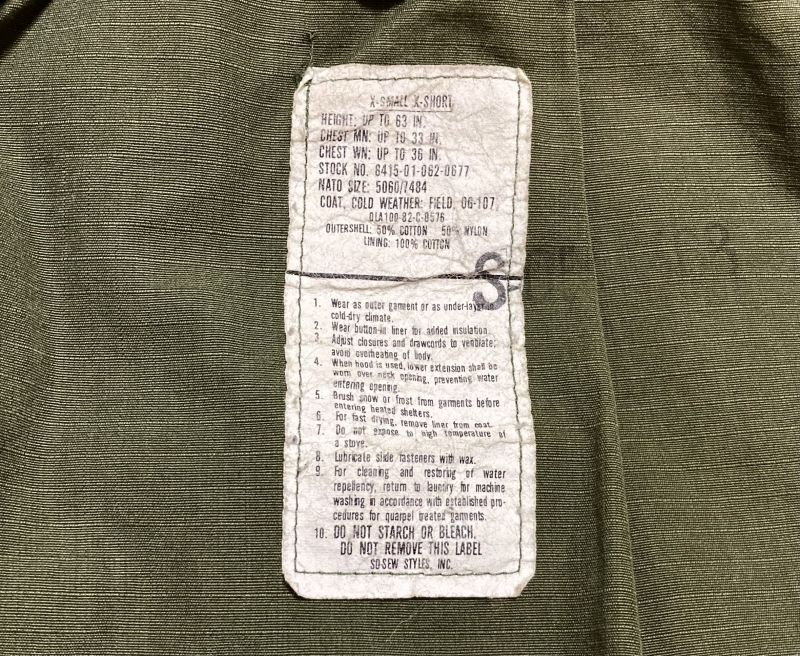 X-SMALL X-SHORT
HEIGHT: UP TO 63 IN.
CHEST MN: UP TO 33 IN.
CHEST WN: UP TO 36 IN.
STOCK NO. 8415-01-062-0677
NATO SIZE: 5060/7484
COAT, COLD WEATHER: FIELD, OG-107
DLA100-82-C-0576
OUTERSHELL: 50% COTTON 50% NYLON
LINING: 100% COTTON
S-
1. Wear as outer garment or as under-layer in
cold-dry climate.
2. Wear button-in liner for added insulation.
3. Adjust closures and drawcords to ventilate;
avoid overheating of body.
4. When hood is used, lower extension shall be
worn over neck opening, preventing water
entering opening.
5. Brush snow or frost from garments before
entering heated shelters.
6. For fast drying, remove liner from coat.
7. Do not expose to high temperature of
a stove.
8. Lubricate slide fasteners with wax.
9. For cleaning and restoring of water
repellency, return to laundry for machine
washing in accordance with established pro-
cedures for quarpel treated garments.
10. DO NOT STARCH OR BLEACH.
DO NOT REMOVE THIS LABEL
SO-SEW STYLES, INC.